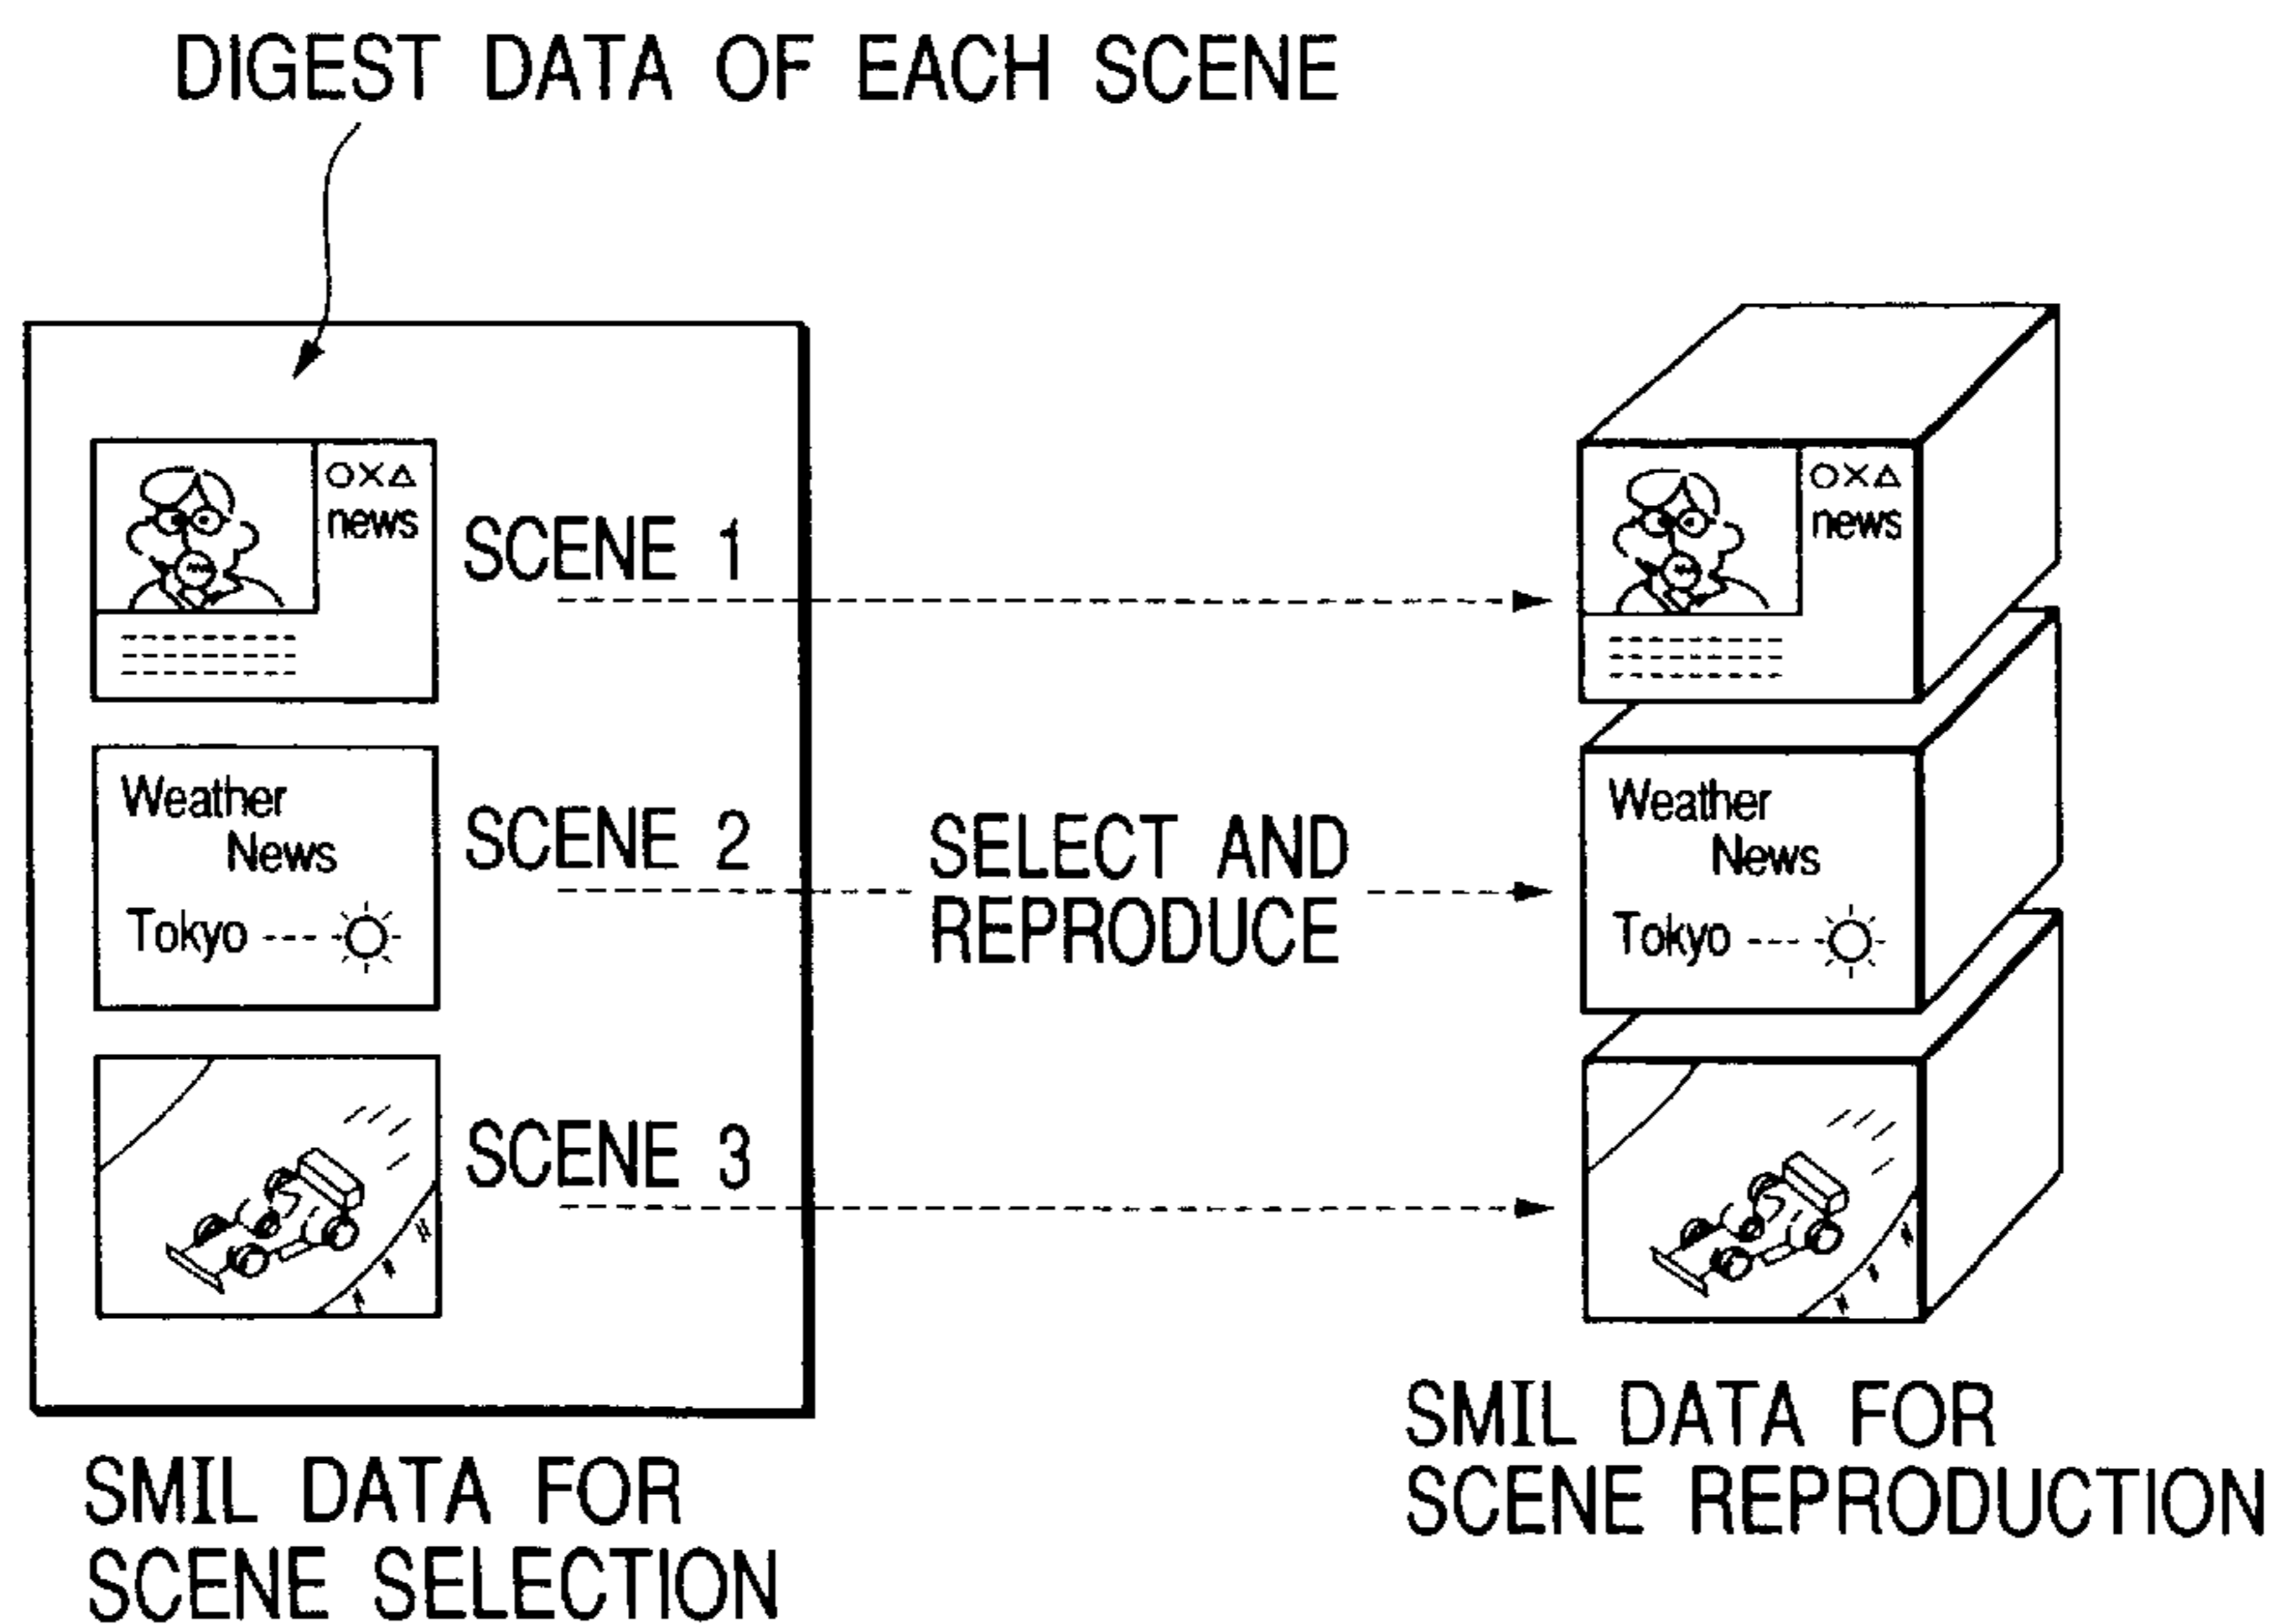 DIGEST DATA OF EACH SCENE
○×△
news
SCENE 1
Weather
News
Tokyo
SCENE 2
SCENE 3
SELECT AND
REPRODUCE
○×△
news
Weather
News
Tokyo
SMIL DATA FOR
SCENE SELECTION
SMIL DATA FOR
SCENE REPRODUCTION